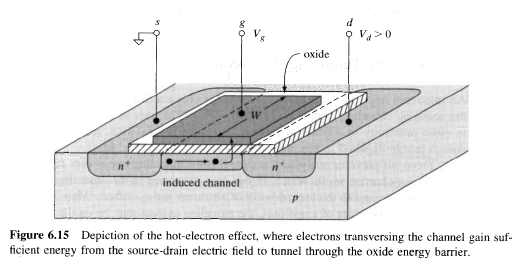 s
g
d
V_g
V_d > 0
oxide
W
n+
n+
induced channel
p
Figure 6.15 Depiction of the hot-electron effect, where electrons transversing the channel gain suf-
ficient energy from the source-drain electric field to tunnel through the oxide energy barrier.